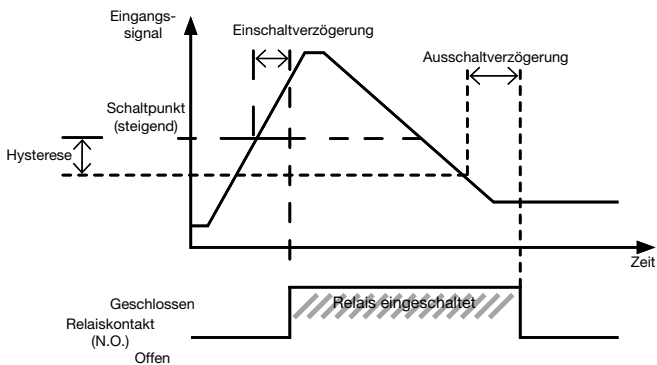 Eingangs-
signal
Einschaltverzögerung
Ausschaltverzögerung
Schaltpunkt
(steigend)
Hysterese
Zeit
Geschlossen
Relais eingeschaltet
Relaiskontakt
(N.O.)
Offen